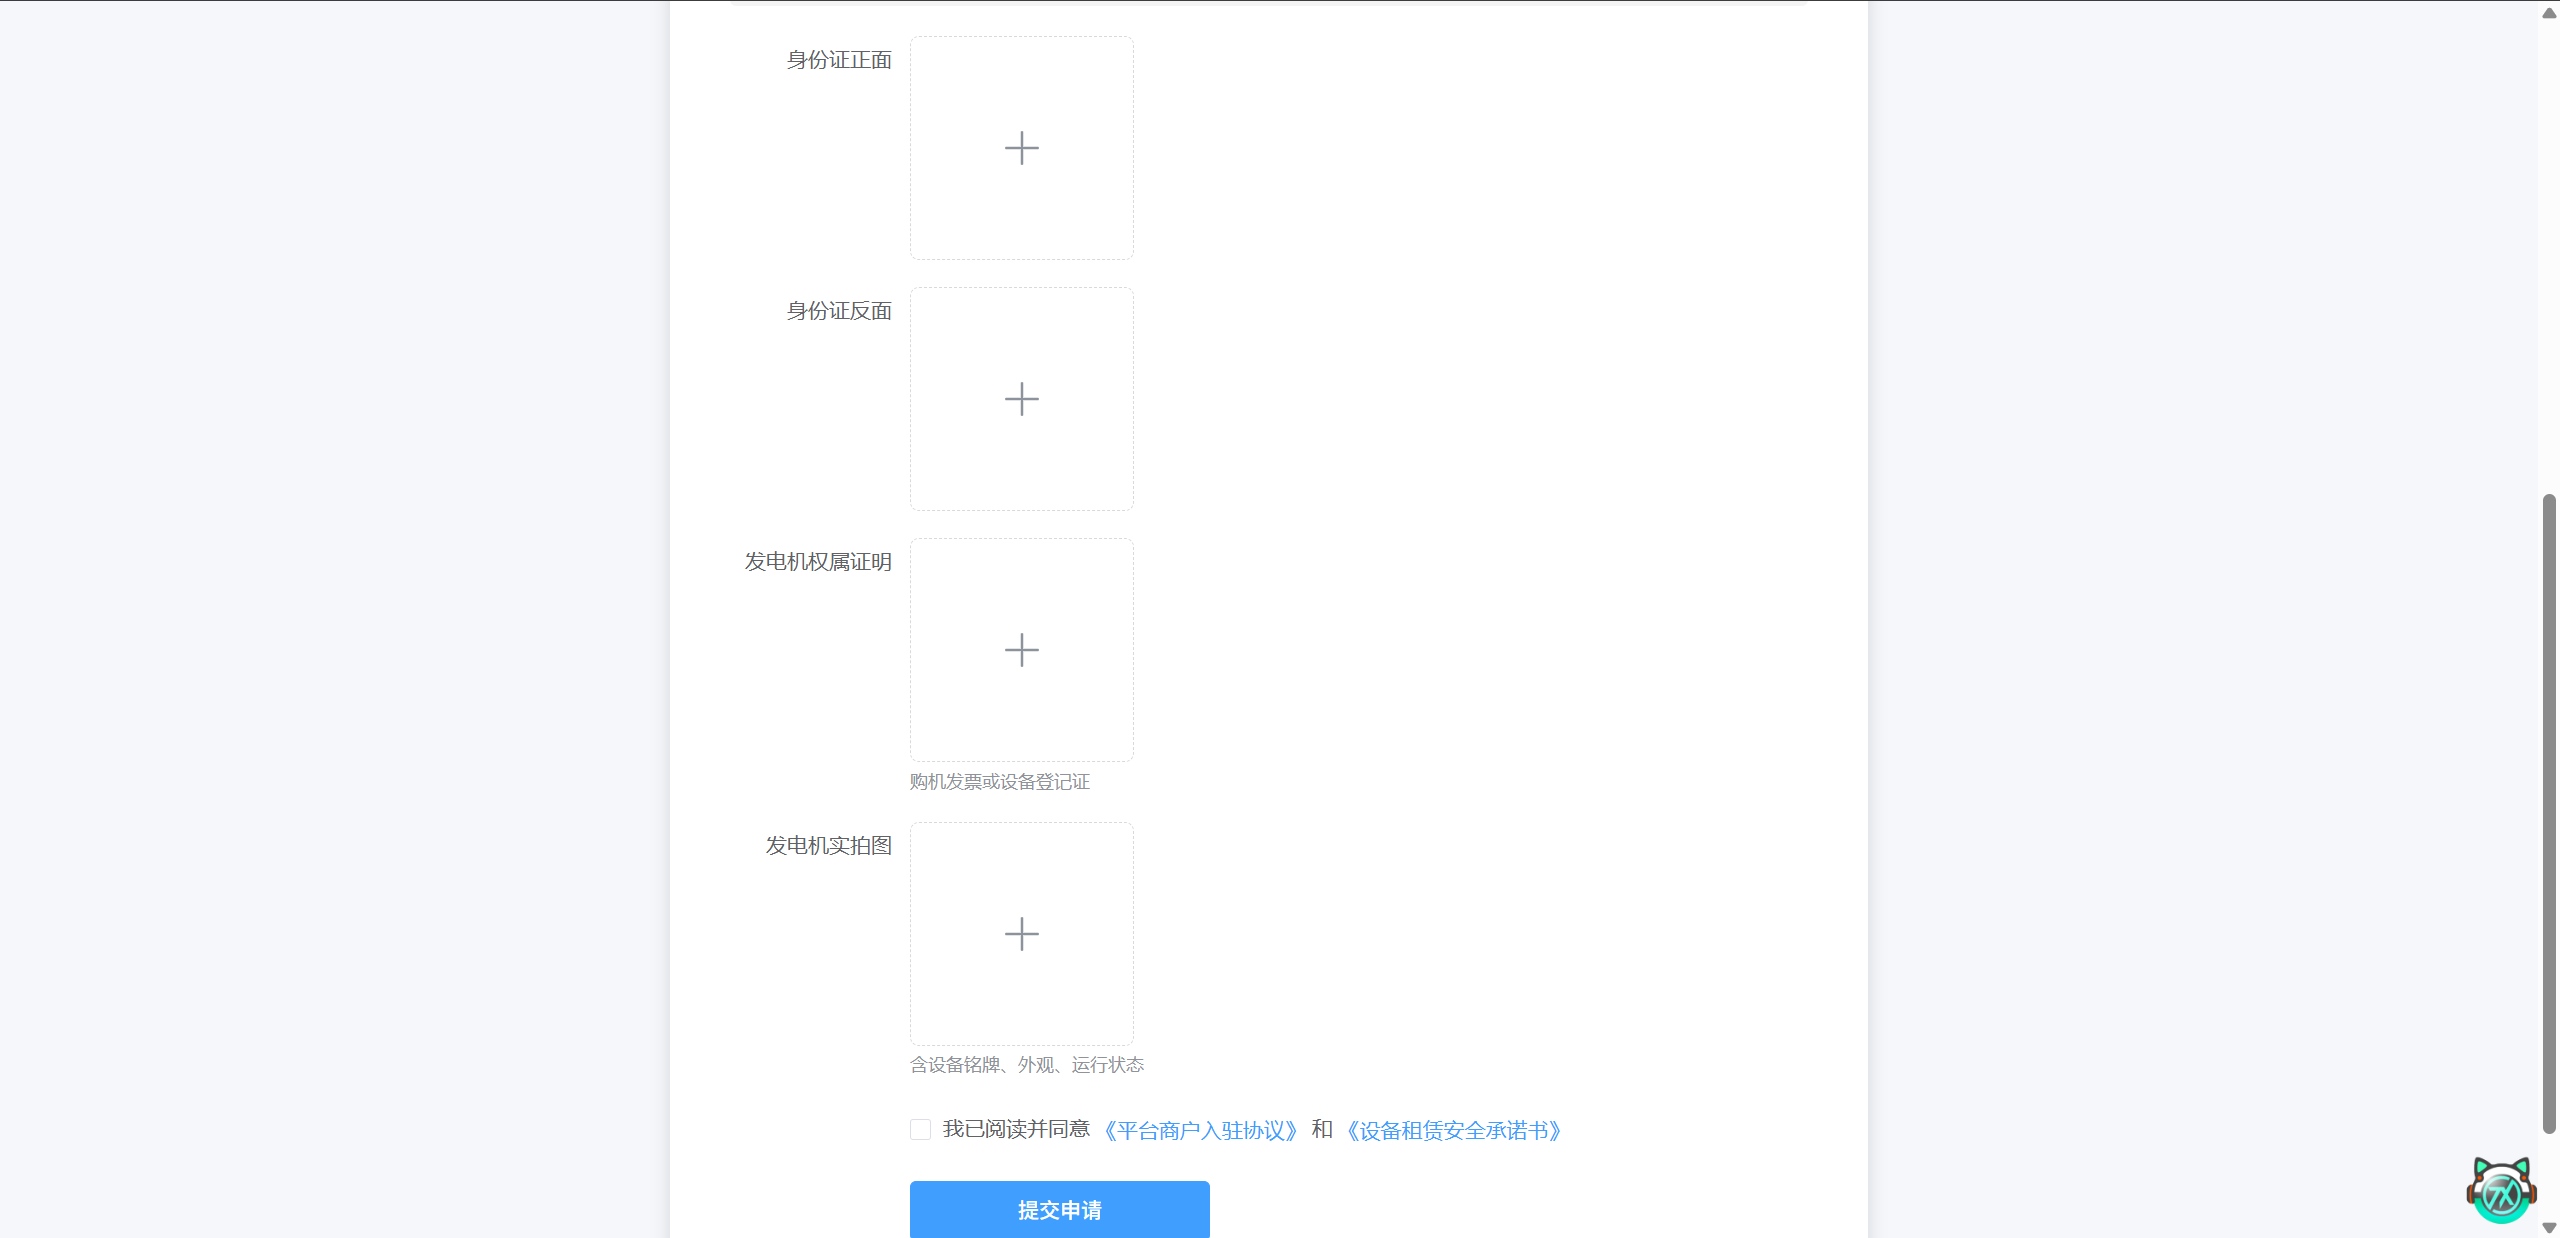 身份证正面
身份证反面
发电机权属证明
购机发票或设备登记证
发电机实拍图
含设备铭牌、外观、运行状态
我已阅读并同意 《平台商户入驻协议》 和 《设备租赁安全承诺书》
提交申请
7X